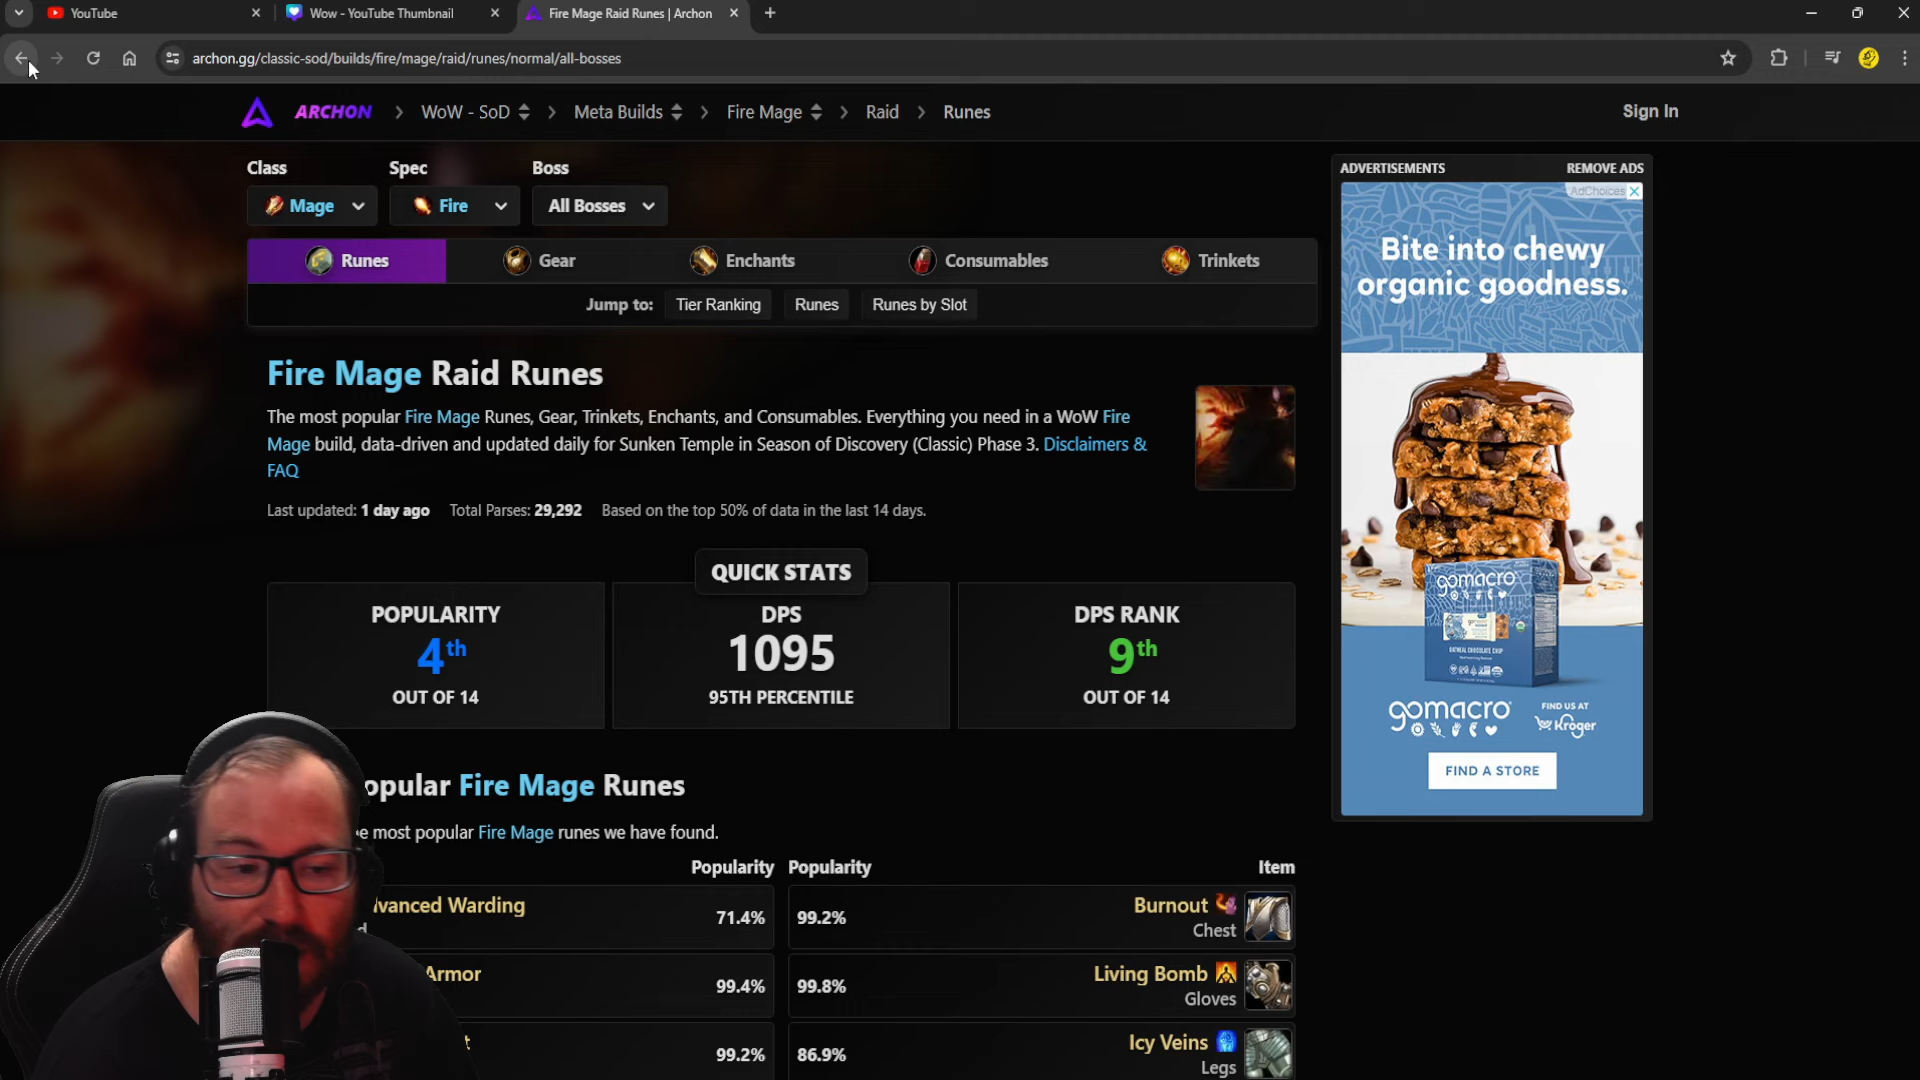 YouTube
Wow - YouTube Thumbnail
Fire Mage Raid Runes | Archon
archon.gg/classic-sod/builds/fire/mage/raid/runes/normal/all-bosses
ARCHON
WoW - SoD
Meta Builds
Fire Mage
Raid
Runes
Sign In
Class
Spec
Boss
Mage
Fire
All Bosses
Runes
Gear
Enchants
Consumables
Trinkets
Jump to:
Tier Ranking
Runes
Runes by Slot
Fire Mage Raid Runes
The most popular Fire Mage Runes, Gear, Trinkets, Enchants, and Consumables. Everything you need in a WoW Fire
Mage build, data-driven and updated daily for Sunken Temple in Season of Discovery (Classic) Phase 3. Disclaimers &
FAQ
Last updated: 1 day ago Total Parses: 29,292 Based on the top 50% of data in the last 14 days.
QUICK STATS
POPULARITY
4th
OUT OF 14
DPS
1095
95TH PERCENTILE
DPS RANK
9th
OUT OF 14
opular Fire Mage Runes
e most popular Fire Mage runes we have found.
Popularity
Popularity
Item
vanced Warding
71.4%
99.2%
Burnout
Chest
Armor
99.4%
99.8%
Living Bomb
Gloves
99.2%
86.9%
Icy Veins
Legs
ADVERTISEMENTS
REMOVE ADS
AdChoices
Bite into chewy
organic goodness.
gomacro
OATMEAL CHOCOLATE CHIP
gomacro
FIND US AT
Kroger
FIND A STORE